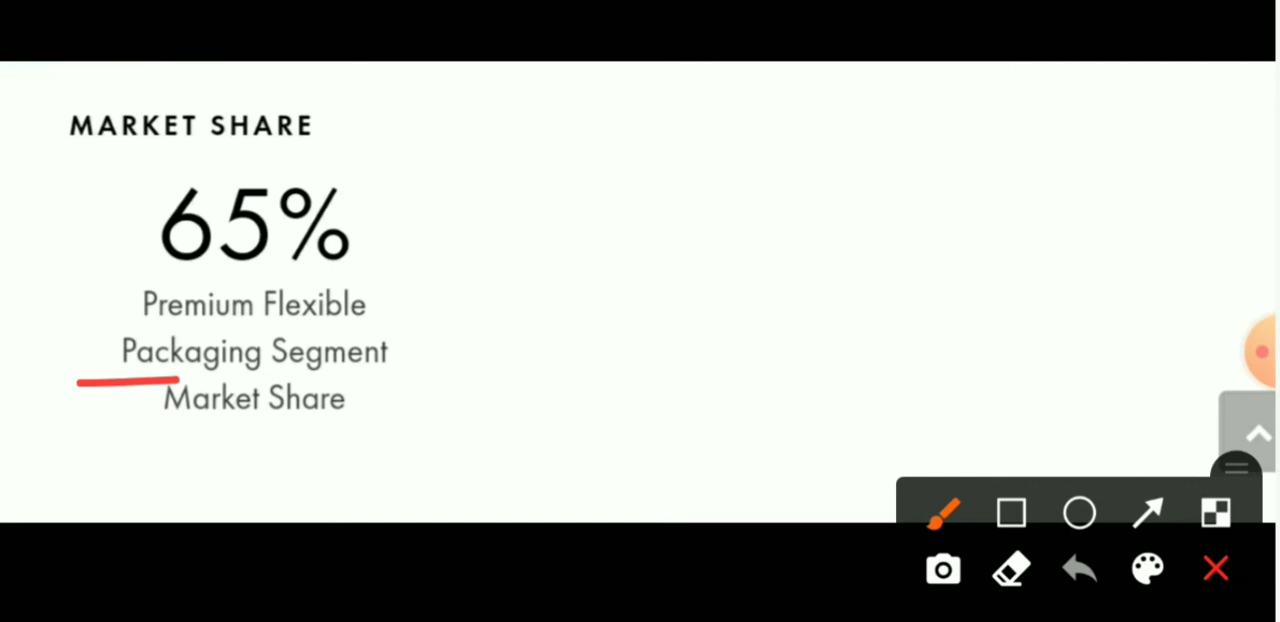 MARKET SHARE
65%
Premium Flexible
Packaging Segment
Market Share